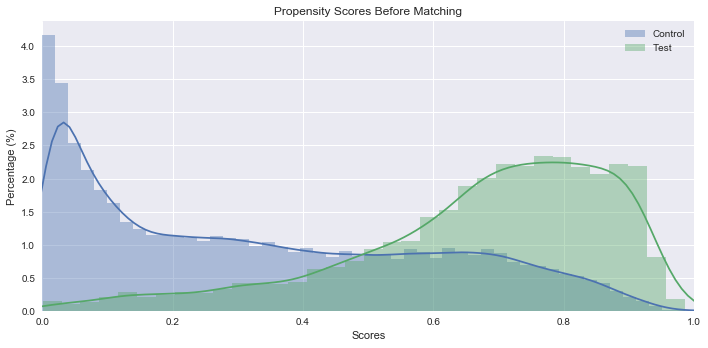 Propensity Scores Before Matching
Control
Test
Percentage (%)
4.0
3.5
3.0
2.5
2.0
1.5
1.0
0.5
0.0
0.0 0.2 0.4 0.6 0.8 1.0
Scores